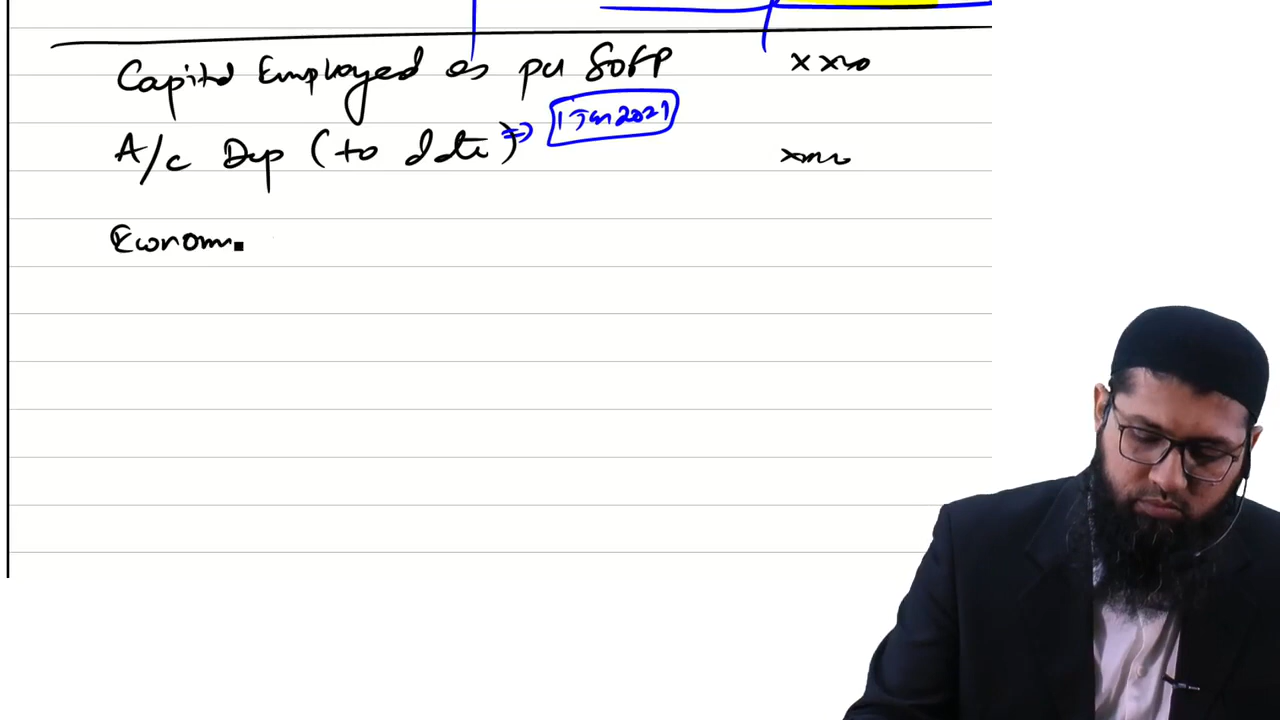 Capital Employed as per SOFP xxx
1 Jan 2021
A/c Dep (to date) ⇒ xxx
Econom